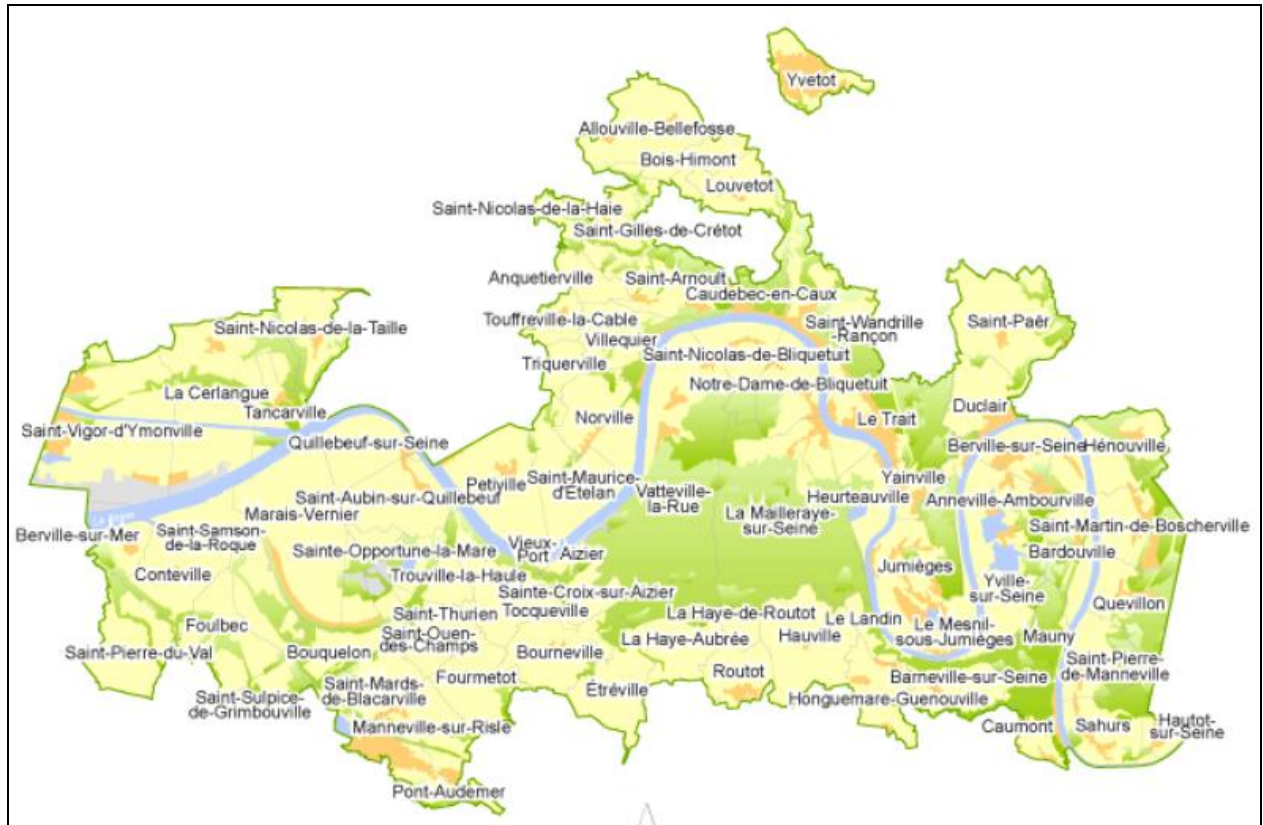 Yvetot
Allouville-Bellefosse
Bois-Himont
Louvetot
Saint-Nicolas-de-la-Haie
Saint-Gilles-de-Crétot
Anquetierville
Saint-Arnoult
Caudebec-en-Caux
Touffreville-la-Cable
Saint-Wandrille
-Rançon
Saint-Paër
Saint-Nicolas-de-la-Taille
Villequier
Saint-Nicolas-de-Bliquetuit
Triquerville
Notre-Dame-de-Bliquetuit
La Cerlangue
Tancarville
Norville
Le Trait
Duclair
Saint-Vigor-d'Ymonville
Quillebeuf-sur-Seine
Berville-sur-Seine
Hénouville
Petiville
Saint-Maurice-
d'Etelan
Vatteville-
la-Rue
Yainville
Heurteauville
Anneville-Ambourville
Saint-Aubin-sur-Quillebeuf
Marais-Vernier
La Mailleraye-
sur-Seine
Saint-Martin-de-Boscherville
Berville-sur-Mer
Saint-Samson-
de-la-Roque
Sainte-Opportune-la-Mare
Vieux-
Port
Aizier
Bardouville
Conteville
Trouville-la-Haule
Jumièges
Yville-
sur-Seine
Sainte-Croix-sur-Aizier
Quevillon
Saint-Thurien
Tocqueville
La Haye-de-Routot
Le Landin
Le Mesnil-
sous-Jumièges
Foulbec
Saint-Ouen-
des-Champs
La Haye-Aubrée
Hauville
Mauny
Saint-Pierre-du-Val
Bouquelon
Bourneville
Saint-Pierre-
de-Manneville
Saint-Mards-
de-Blacarville
Fourmetot
Étréville
Routot
Barneville-sur-Seine
Saint-Sulpice-
de-Grimbouville
Honguemare-Guenouville
Manneville-sur-Risle
Caumont
Sahurs
Hautot-
sur-Seine
Pont-Audemer